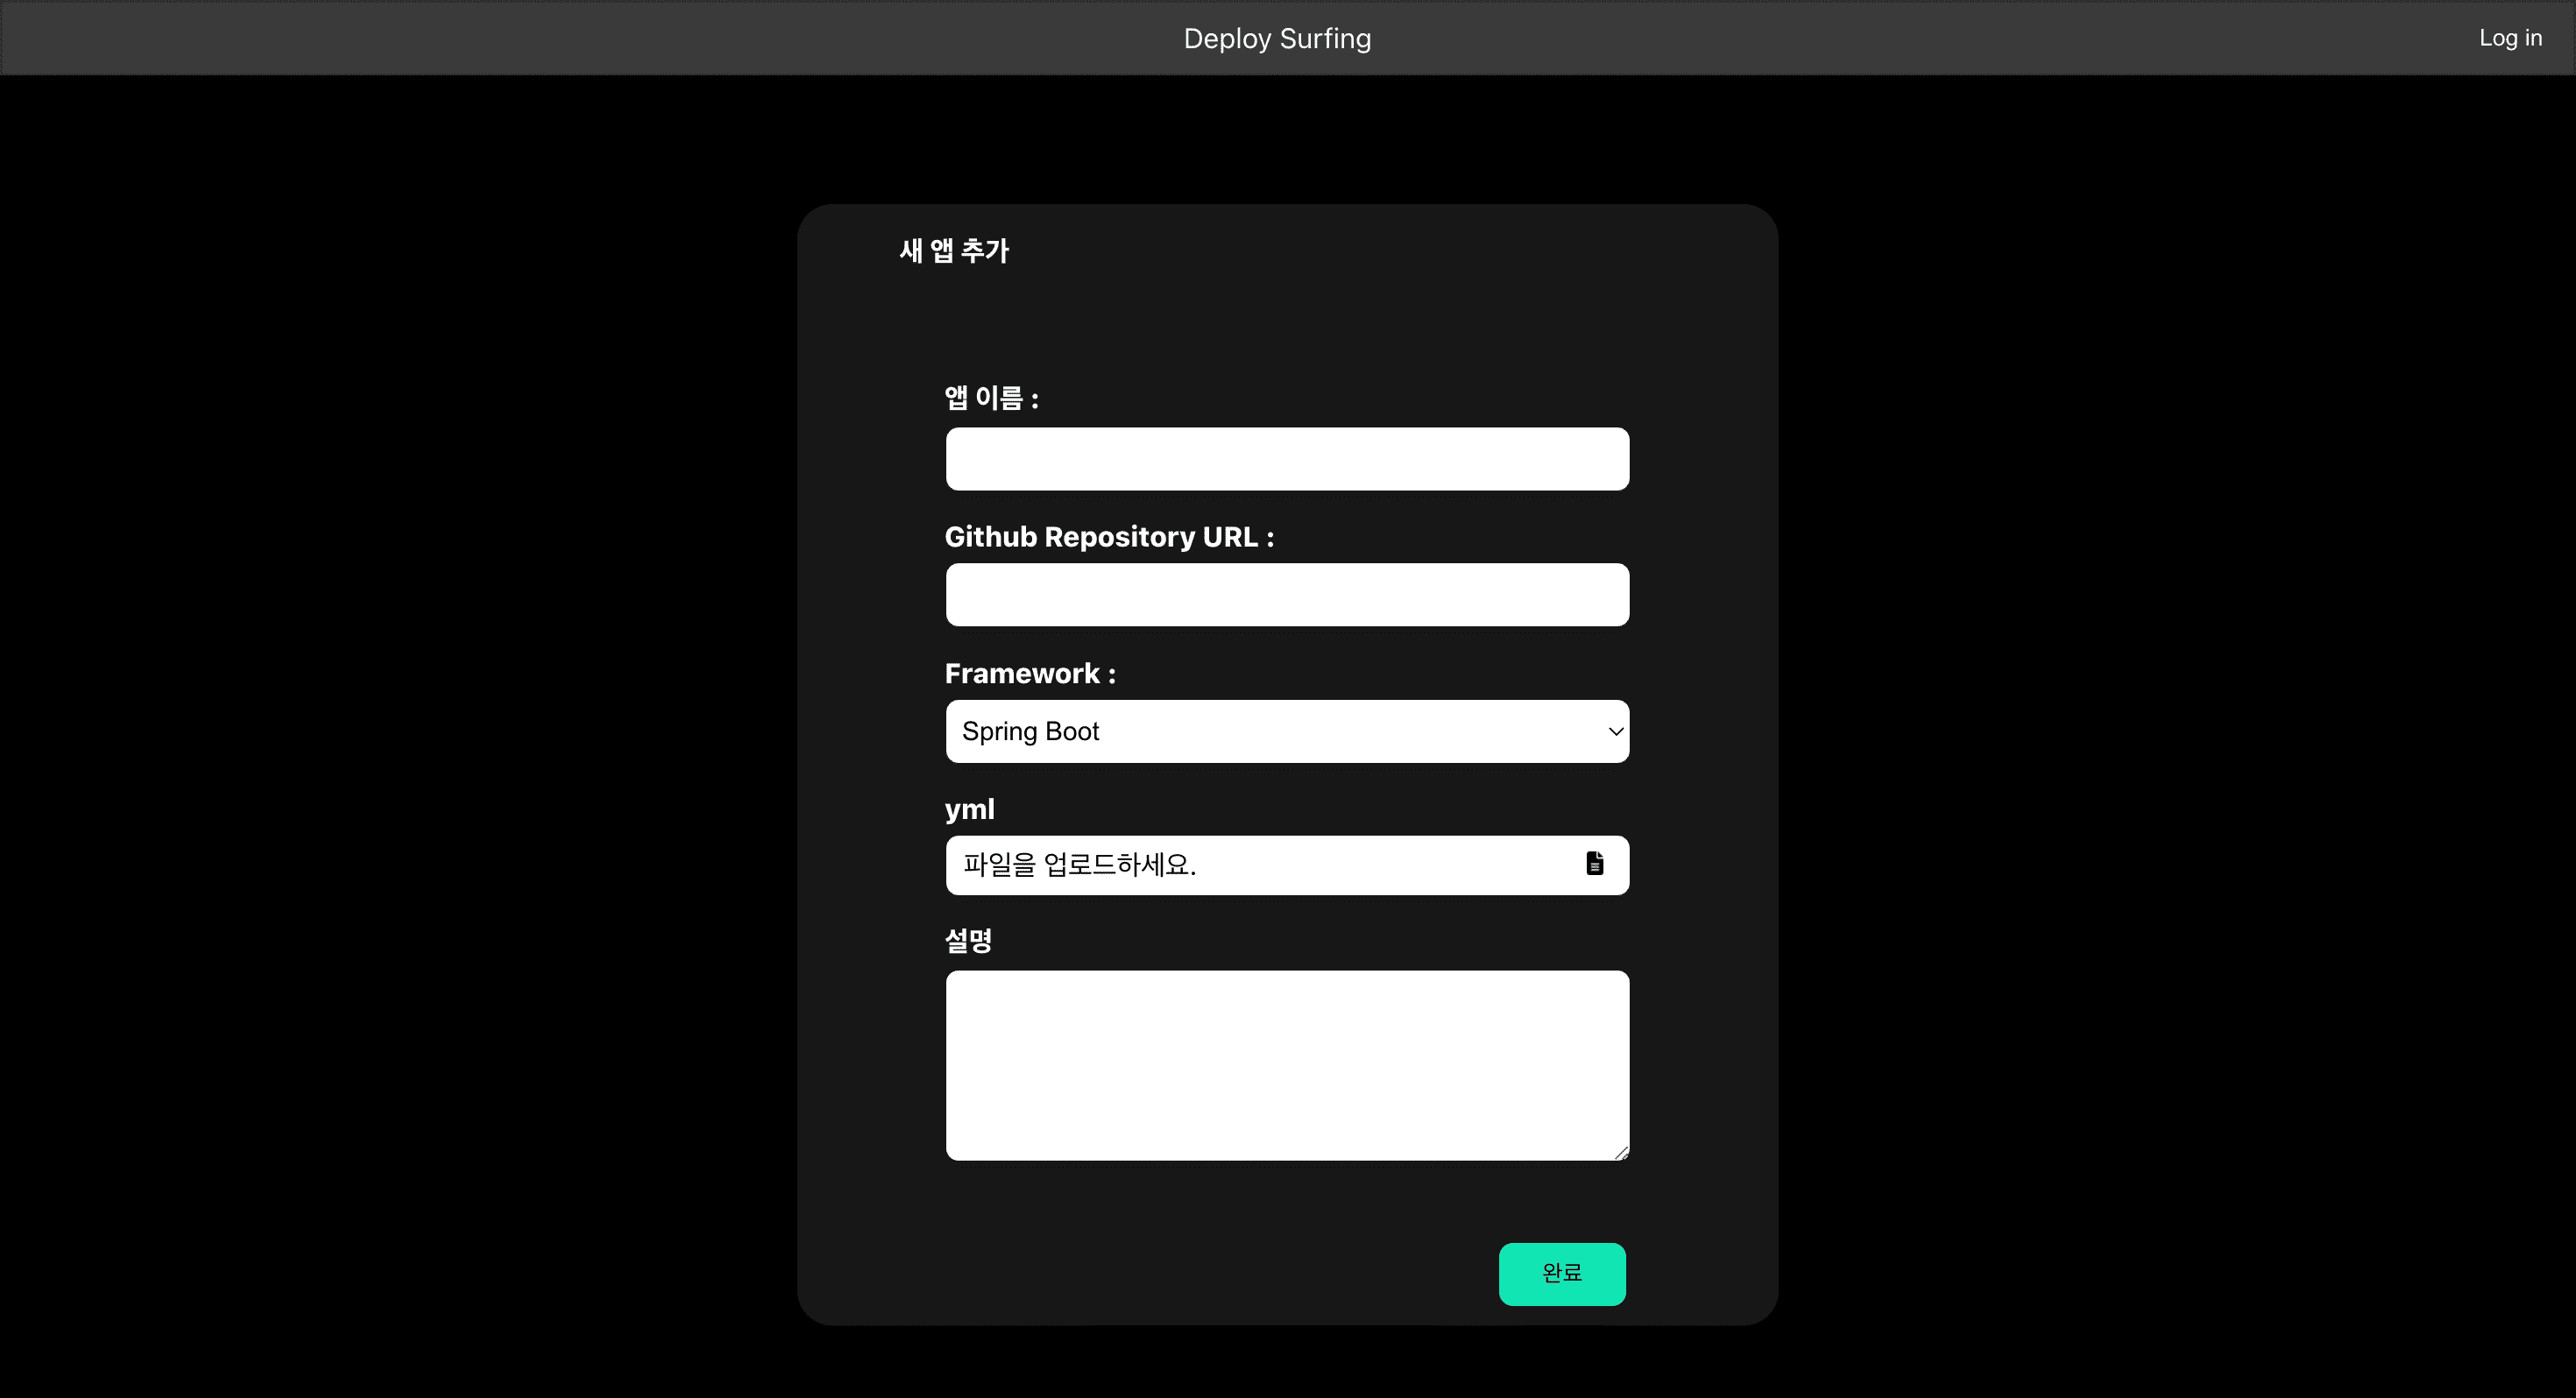 Deploy Surfing
Log in
새 앱 추가
앱 이름 :
Github Repository URL :
Framework :
Spring Boot
yml
파일을 업로드하세요.
설명
완료